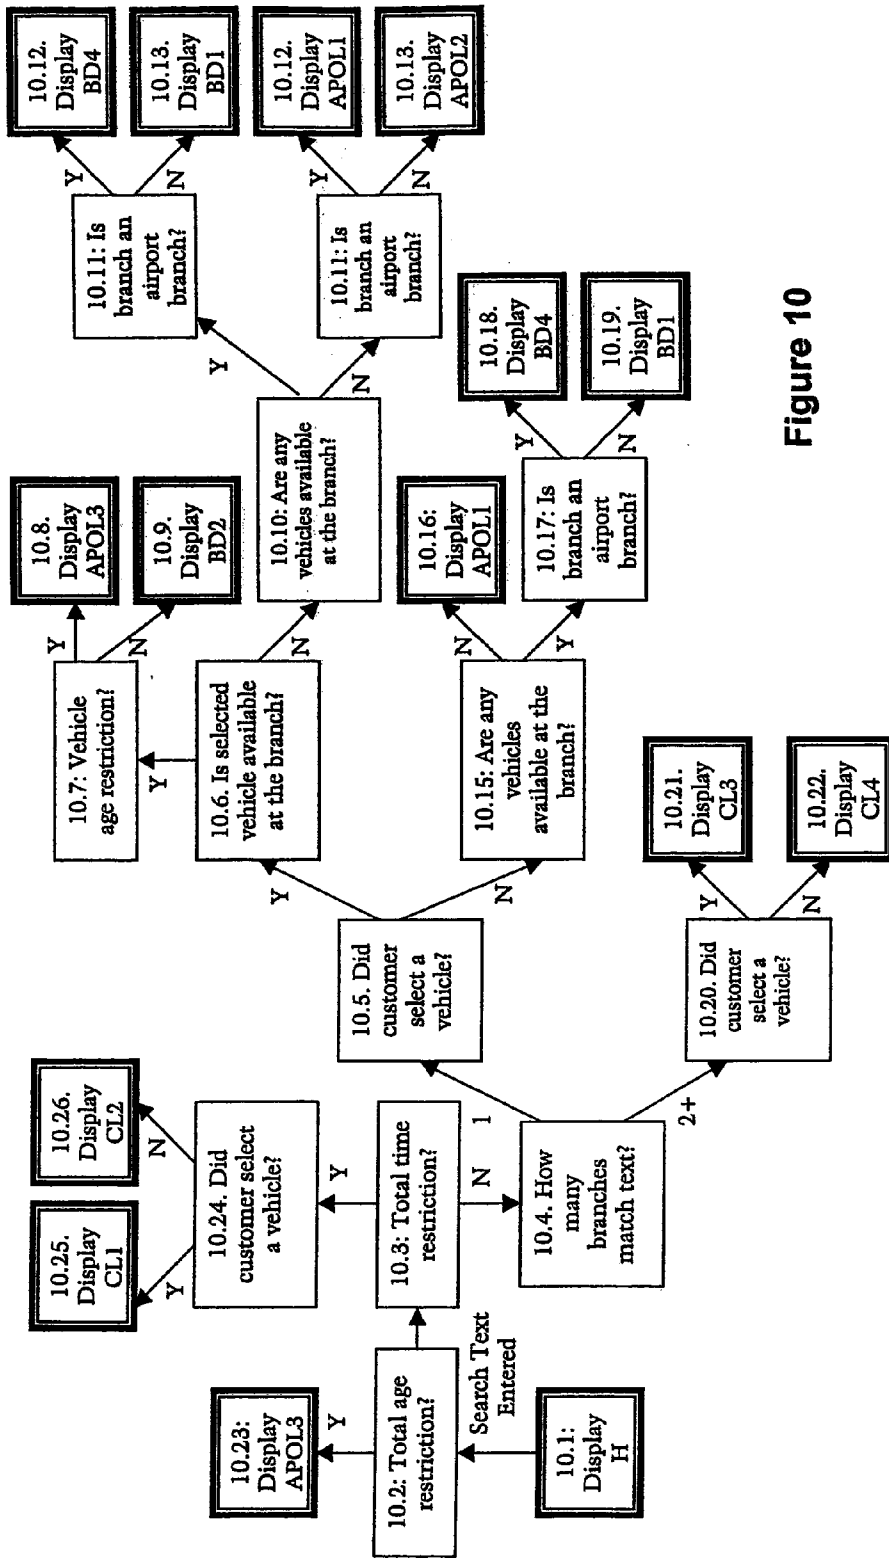 10.1:
Display
H
Search Text
Entered
10.2: Total age
restriction?
Y
10.23:
Display
APOL3
10.3: Total time
restriction?
Y
N
10.24. Did
customer select
a vehicle?
Y
N
10.25.
Display
CL1
10.26.
Display
CL2
10.4. How
many
branches
match text?
1
2+
10.5. Did
customer
select a
vehicle?
Y
N
10.6. Is selected
vehicle available
at the branch?
Y
N
10.7: Vehicle
age restriction?
Y
N
10.8.
Display
APOL3
10.9.
Display
BD2
10.10: Are any
vehicles available
at the branch?
Y
N
10.11: Is
branch an
airport
branch?
Y
N
10.12.
Display
BD4
10.13.
Display
BD1
10.11: Is
branch an
airport
branch?
Y
N
10.12.
Display
APOL1
10.13.
Display
APOL2
10.15: Are any
vehicles
available at the
branch?
N
Y
10.16:
Display
APOL1
10.17: Is
branch an
airport
branch?
Y
N
10.18.
Display
BD4
10.19.
Display
BD1
10.20. Did
customer
select a
vehicle?
Y
N
10.21.
Display
CL3
10.22.
Display
CL4
Figure 10